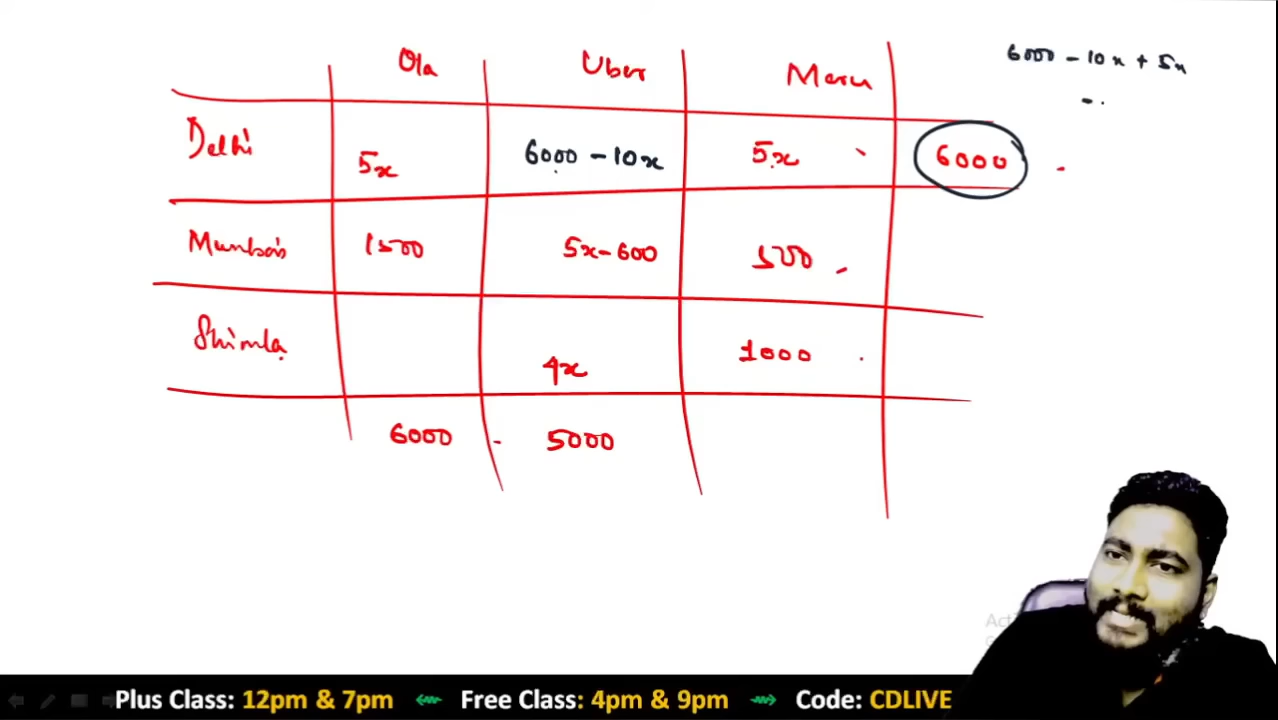 Ola Uber Meru
6000 - 10x + 5x
Delhi 5x 6000 - 10x 5x 6000
Mumbai 1500 5x-600 500
Shimla 4x 1000
6000 5000
Plus Class: 12pm & 7pm Free Class: 4pm & 9pm Code: CDLIVE